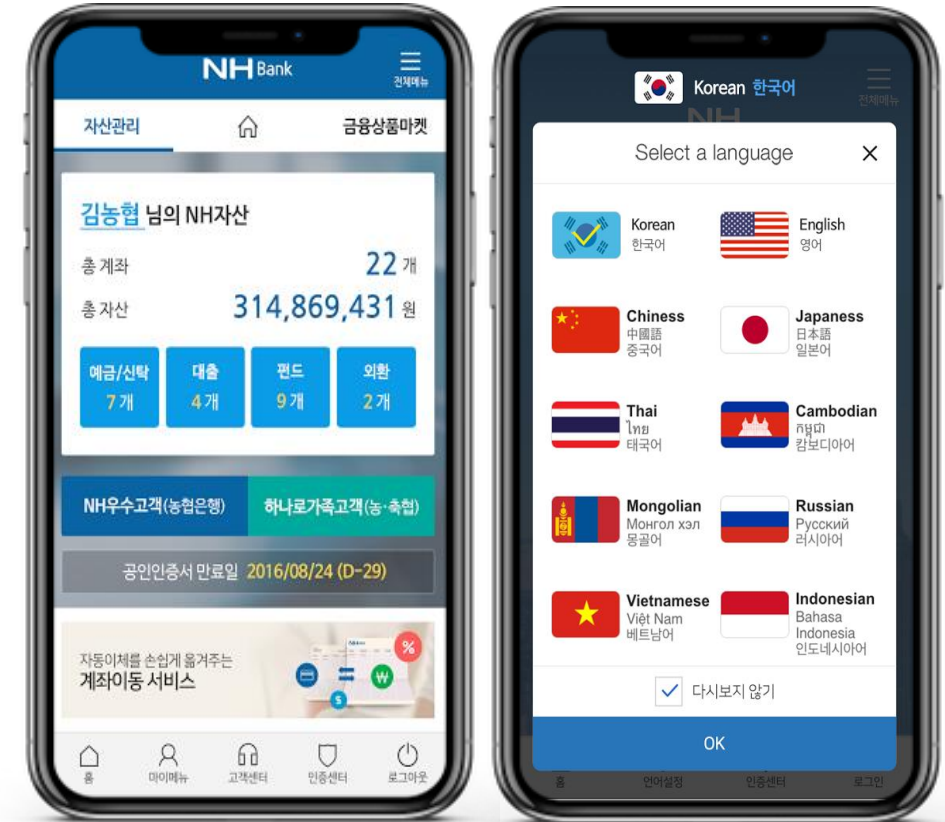 NH Bank
전체메뉴
자산관리
금융상품마켓
김농협 님의 NH자산
총 계좌 22 개
총 자산 314,869,431 원
예금/신탁 대출 펀드 외환
7 개 4 개 9 개 2 개
NH우수고객(농협은행) 하나로가족고객(농·축협)
공인인증서 만료일 2016/08/24 (D-29)
자동이체를 손쉽게 옮겨주는
계좌이동 서비스
%
₩
$
홈 마이메뉴 고객센터 인증센터 로그아웃
Korean 한국어
전체메뉴
NH
Select a language
Korean
한국어
English
영어
Chiness
中國語
중국어
Japaness
日本語
일본어
Thai
ไทย
태국어
Cambodian
កម្ពុជា
캄보디아어
Mongolian
Монгол хэл
몽골어
Russian
Русский
러시아어
Vietnamese
Việt Nam
베트남어
Indonesian
Bahasa
Indonesia
인도네시아어
다시보지 않기
OK
홈 언어설정 인증센터 로그인